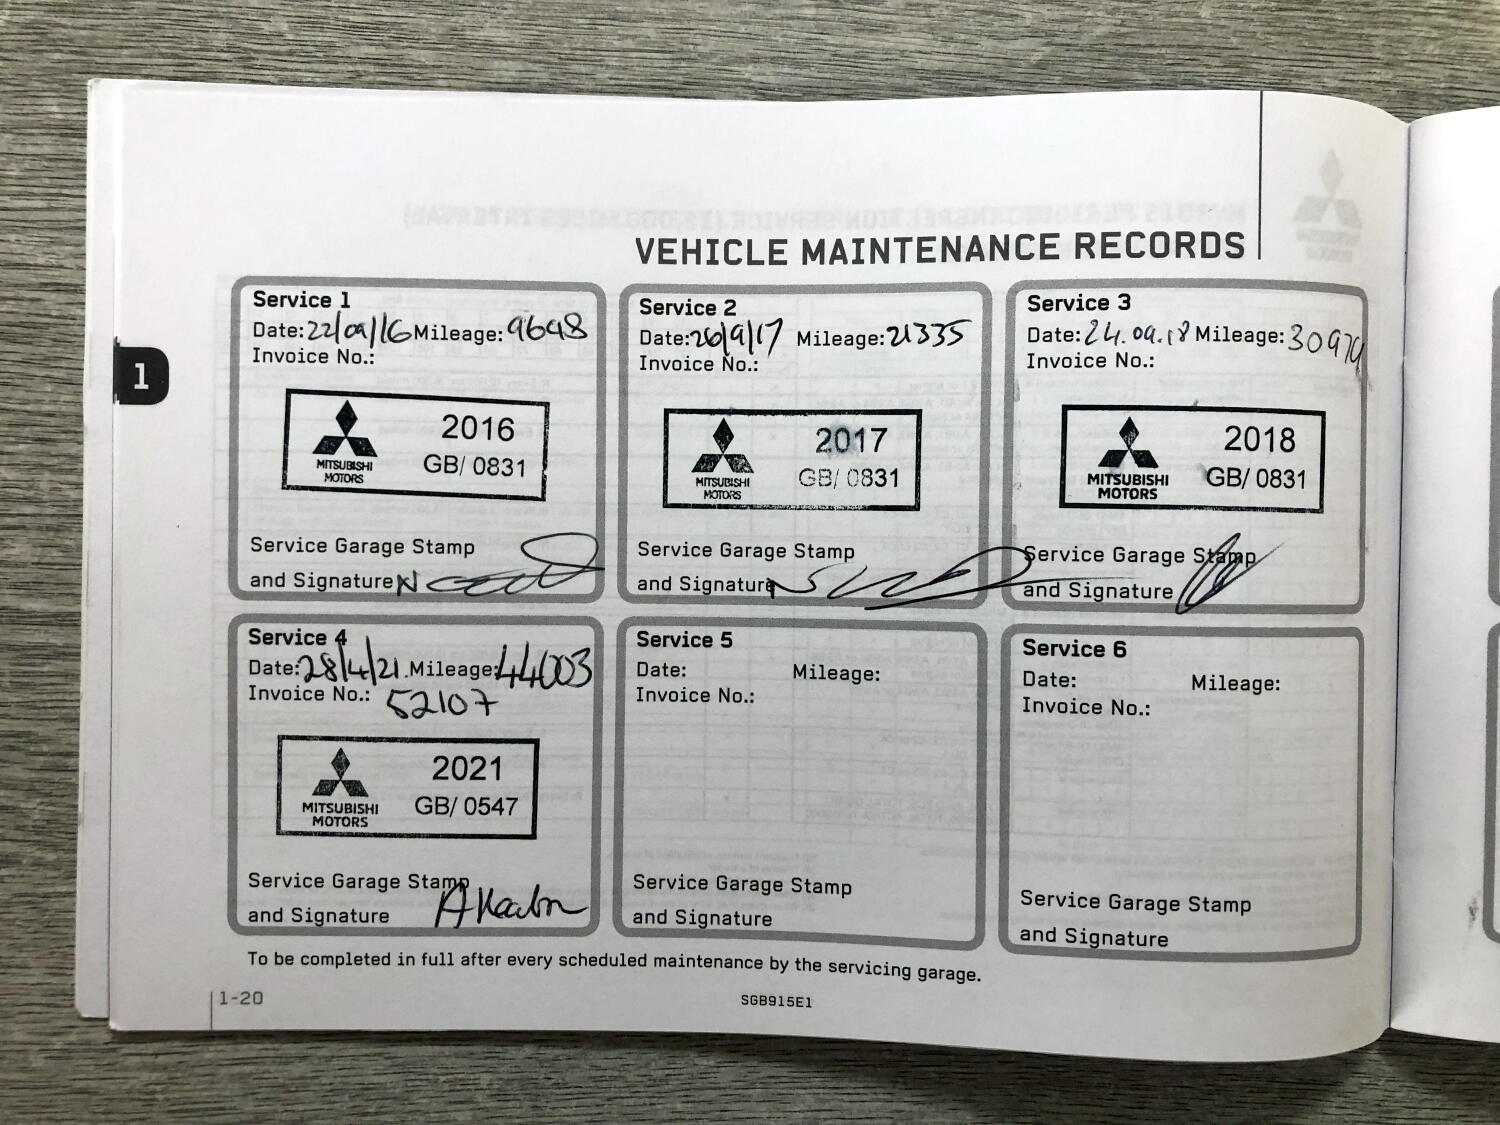 VEHICLE MAINTENANCE RECORDS
1
Service 1
Date: 22/09/16 Mileage: 9648
Invoice No.:
MITSUBISHI
MOTORS
2016
GB/ 0831
Service Garage Stamp
and Signature
Service 2
Date: 26/9/17 Mileage: 21335
Invoice No.:
MITSUBISHI
MOTORS
2017
GB/ 0831
Service Garage Stamp
and Signature
Service 3
Date: 24.09.18 Mileage: 30979
Invoice No.:
MITSUBISHI
MOTORS
2018
GB/ 0831
Service Garage Stamp
and Signature
Service 4
Date: 28/4/21. Mileage: 44003
Invoice No.: 52107
MITSUBISHI
MOTORS
2021
GB/ 0547
Service Garage Stamp
and Signature
Service 5
Date: Mileage:
Invoice No.:
Service Garage Stamp
and Signature
Service 6
Date: Mileage:
Invoice No.:
Service Garage Stamp
and Signature
To be completed in full after every scheduled maintenance by the servicing garage.
1-20
SGB915E1